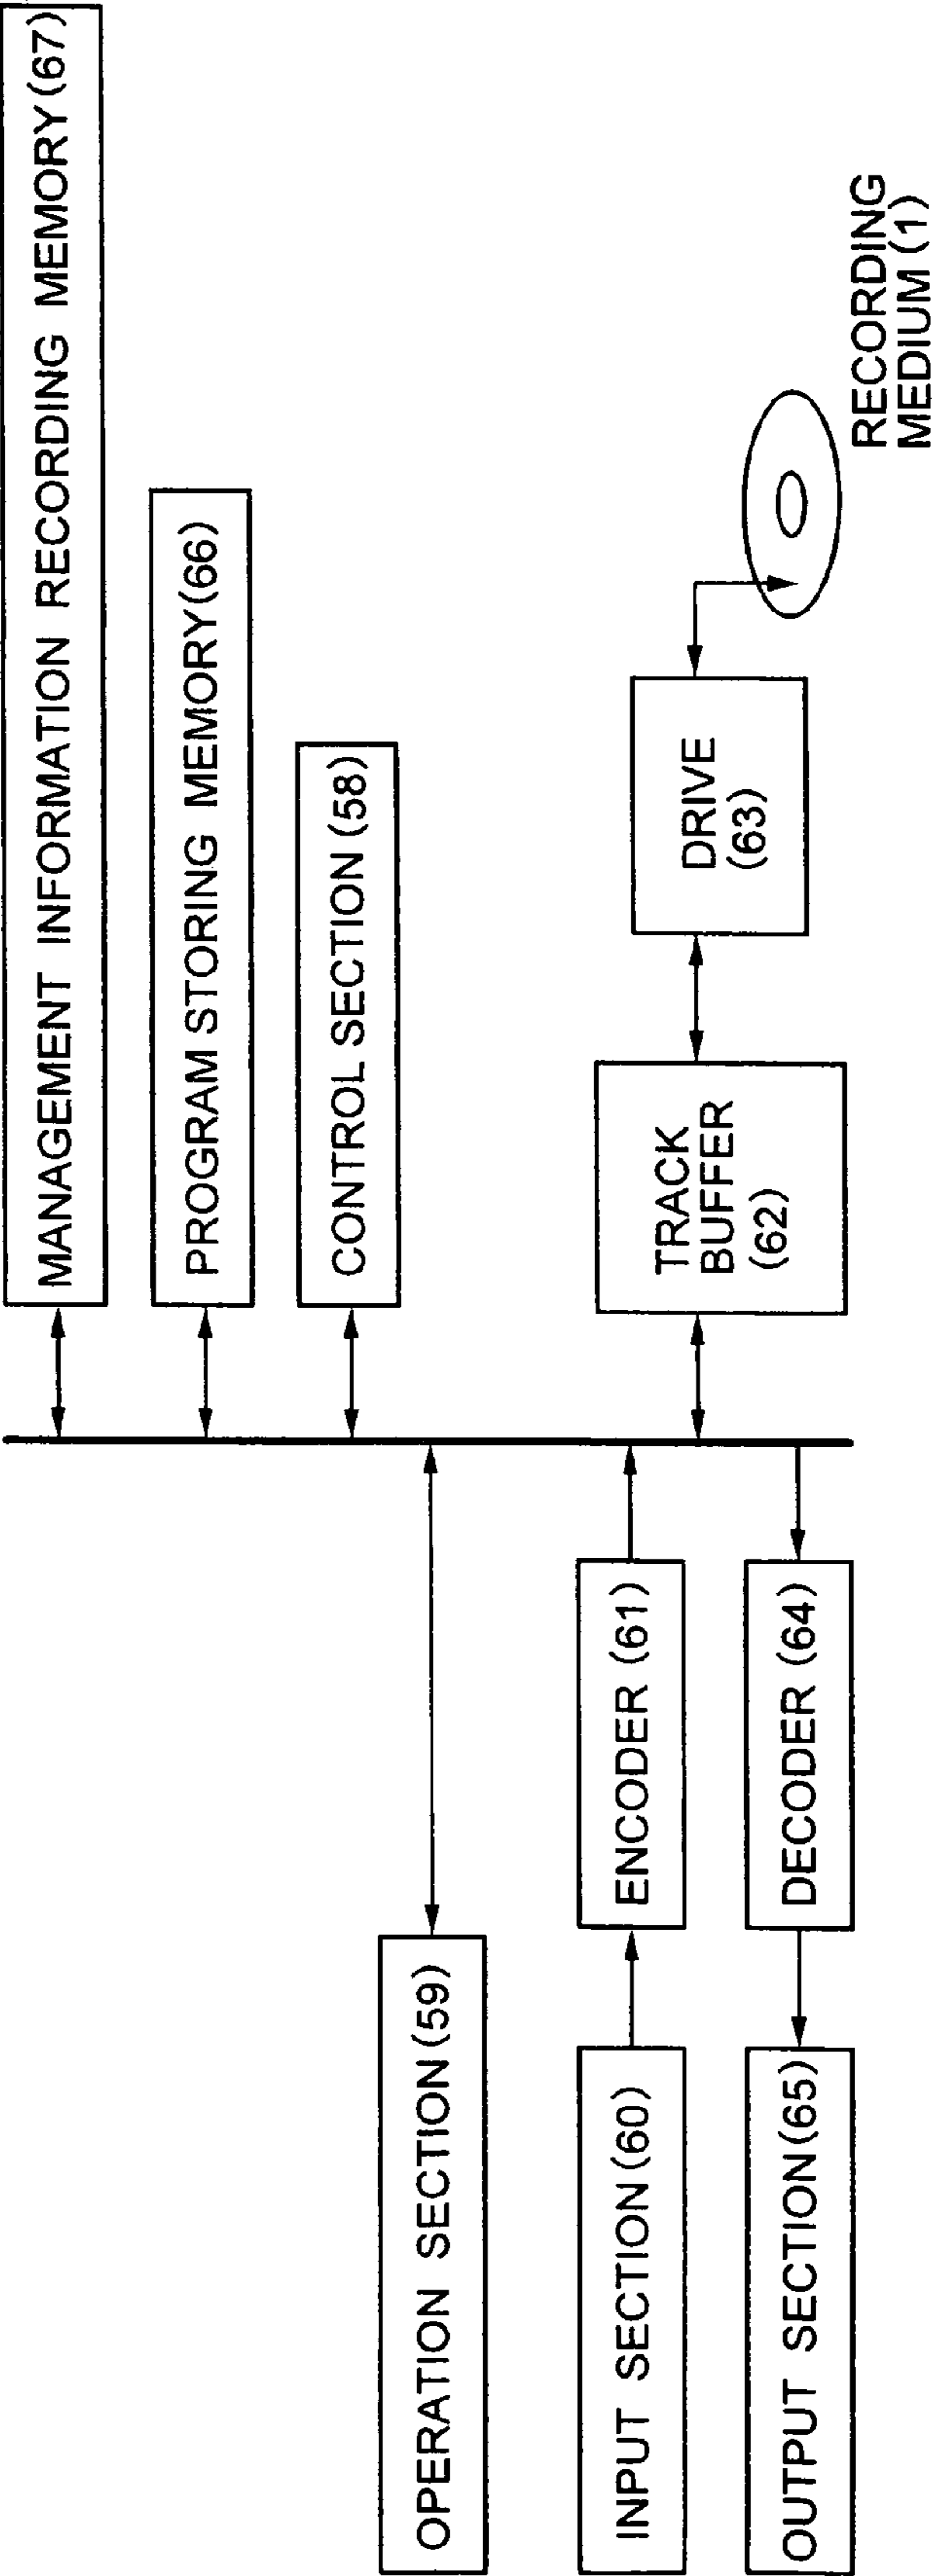 MANAGEMENT INFORMATION RECORDING MEMORY(67)
PROGRAM STORING MEMORY(66)
CONTROL SECTION (58)
OPERATION SECTION(59)
INPUT SECTION(60)
ENCODER (61)
TRACK
BUFFER
(62)
DRIVE
(63)
OUTPUT SECTION(65)
DECODER (64)
RECORDING
MEDIUM (1)